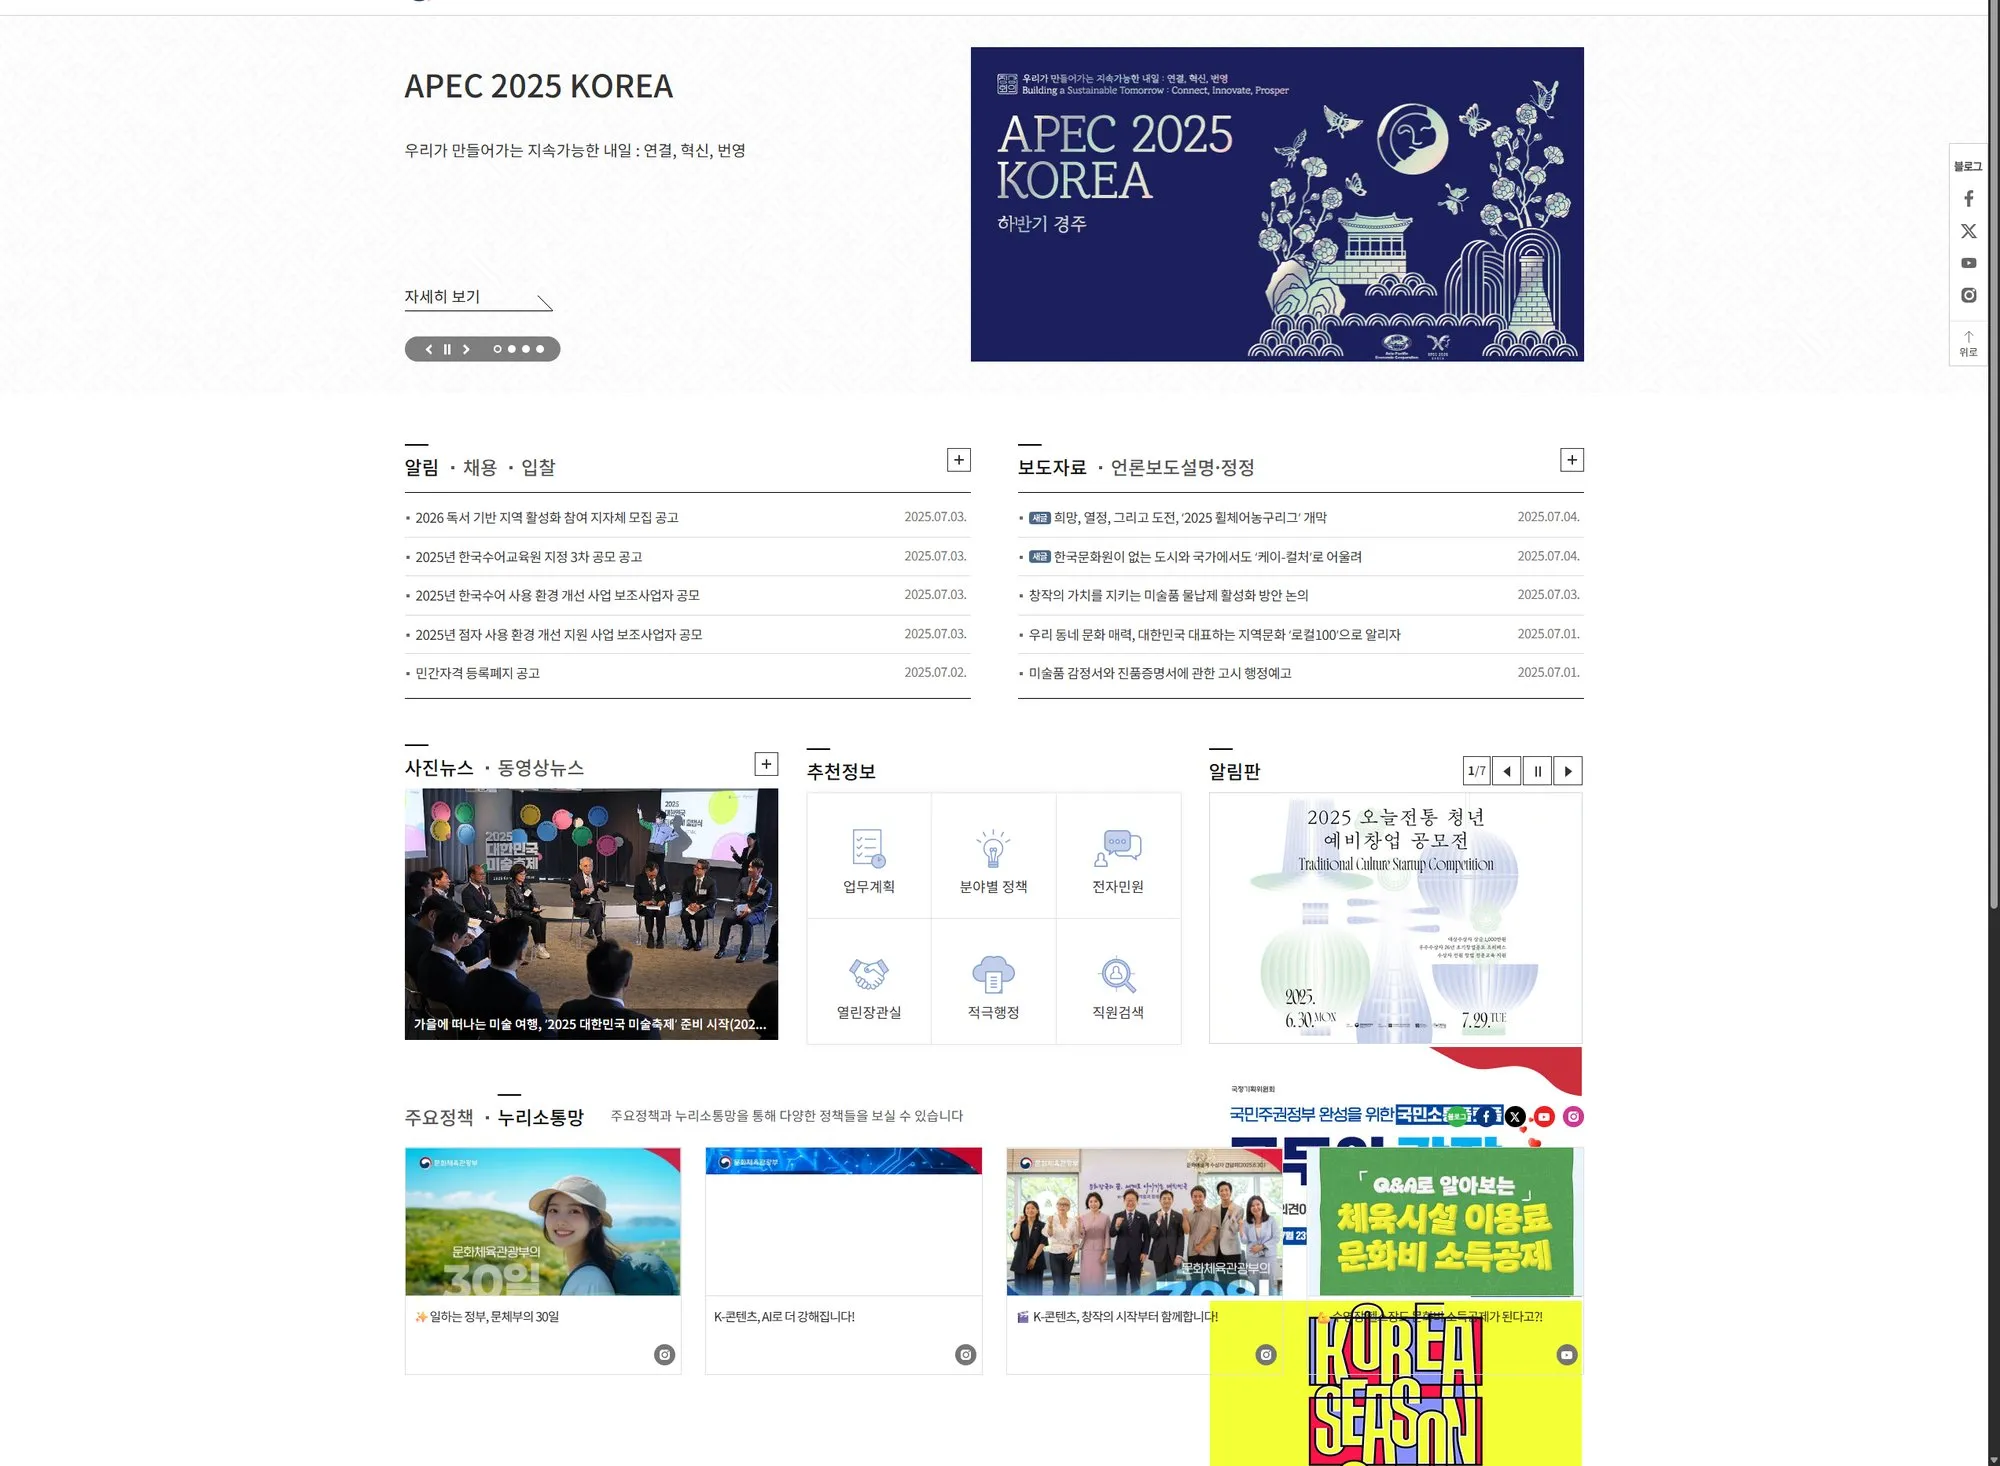 APEC 2025 KOREA
우리가 만들어가는 지속가능한 내일 : 연결, 혁신, 번영
자세히 보기
우리가 만들어가는 지속가능한 내일 : 연결, 혁신, 번영
Building a Sustainable Tomorrow : Connect, Innovate, Prosper
APEC 2025
KOREA
하반기 경주
블로그
위로
알림 · 채용 · 입찰
2026 독서 기반 지역 활성화 참여 지자체 모집 공고 2025.07.03.
2025년 한국수어교육원 지정 3차 공모 공고 2025.07.03.
2025년 한국수어 사용 환경 개선 사업 보조사업자 공모 2025.07.03.
2025년 점자 사용 환경 개선 지원 사업 보조사업자 공모 2025.07.03.
민간자격 등록폐지 공고 2025.07.02.
보도자료 · 언론보도설명·정정
새글 희망, 열정, 그리고 도전, ‘2025 휠체어농구리그’ 개막 2025.07.04.
새글 한국문화원이 없는 도시와 국가에서도 ‘케이-컬처’로 어울려 2025.07.04.
창작의 가치를 지키는 미술품 물납제 활성화 방안 논의 2025.07.03.
우리 동네 문화 매력, 대한민국 대표하는 지역문화 ‘로컬100’으로 알리자 2025.07.01.
미술품 감정서와 진품증명서에 관한 고시 행정예고 2025.07.01.
사진뉴스 · 동영상뉴스
2025
대한민국
미술축제
가을에 떠나는 미술 여행, ‘2025 대한민국 미술축제’ 준비 시작(202...
추천정보
업무계획
분야별 정책
전자민원
열린장관실
적극행정
직원검색
알림판
1/7
2025 오늘전통 청년
예비창업 공모전
Traditional Culture Startup Competition
2025.
6.30.MON
7.29.TUE
국정기획위원회
국민주권정부 완성을 위한
주요정책 · 누리소통망
주요정책과 누리소통망을 통해 다양한 정책들을 보실 수 있습니다
블로그
문화체육관광부
문화체육관광부의
30일
✨ 일하는 정부, 문체부의 30일
문화체육관광부
K-콘텐츠, AI로 더 강해집니다!
문화체육관광부
문화체육관광부의
30일
🎬 K-콘텐츠, 창작의 시작부터 함께합니다!
「Q&A로 알아보는」
체육시설 이용료
문화비 소득공제
수영장 헬스장도 문화비 소득공제가 된다고?!
KOREA
SEASON